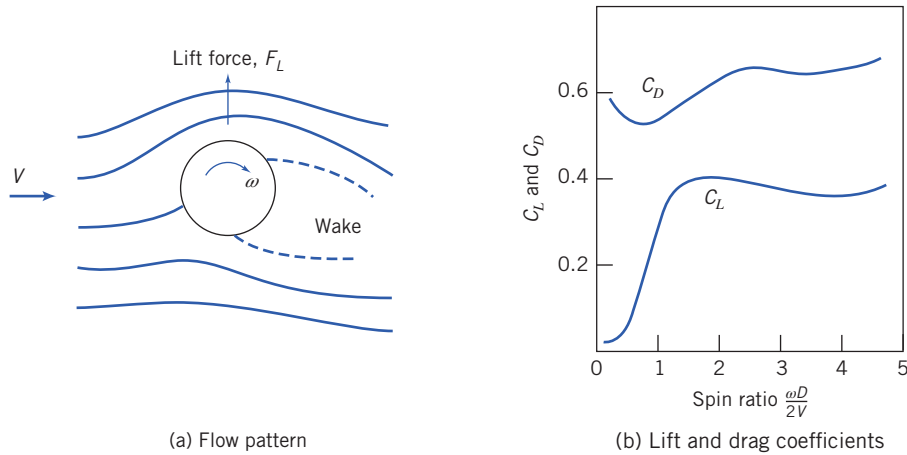 Lift force, F_L
V
ω
Wake
(a) Flow pattern
C_L and C_D
0.6
0.4
0.2
C_D
C_L
0 1 2 3 4 5
Spin ratio ωD/2V
(b) Lift and drag coefficients